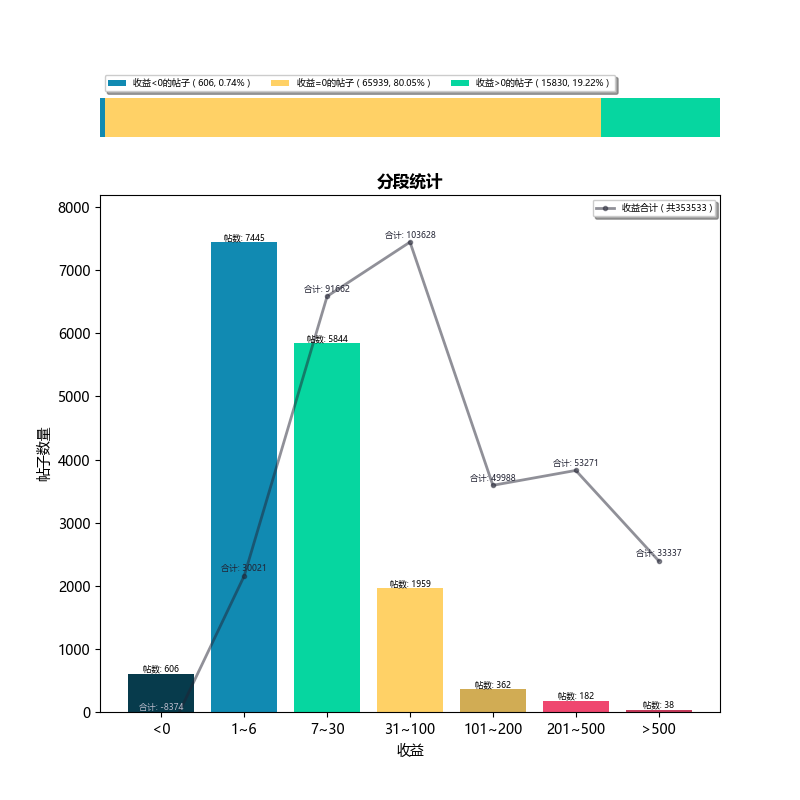 收益<0的帖子 ( 606, 0.74% ) 收益=0的帖子 ( 65939, 80.05% ) 收益>0的帖子 ( 15830, 19.22% )
分段统计
收益合计 ( 共353533 )
8000
7000
6000
5000
4000
3000
2000
1000
0
帖子数量
帖数: 606
帖数: 7445
帖数: 5844
帖数: 1959
帖数: 362
帖数: 182
帖数: 38
合计: -8374
合计: 30021
合计: 91662
合计: 103628
合计: 49988
合计: 53271
合计: 33337
<0 1~6 7~30 31~100 101~200 201~500 >500
收益